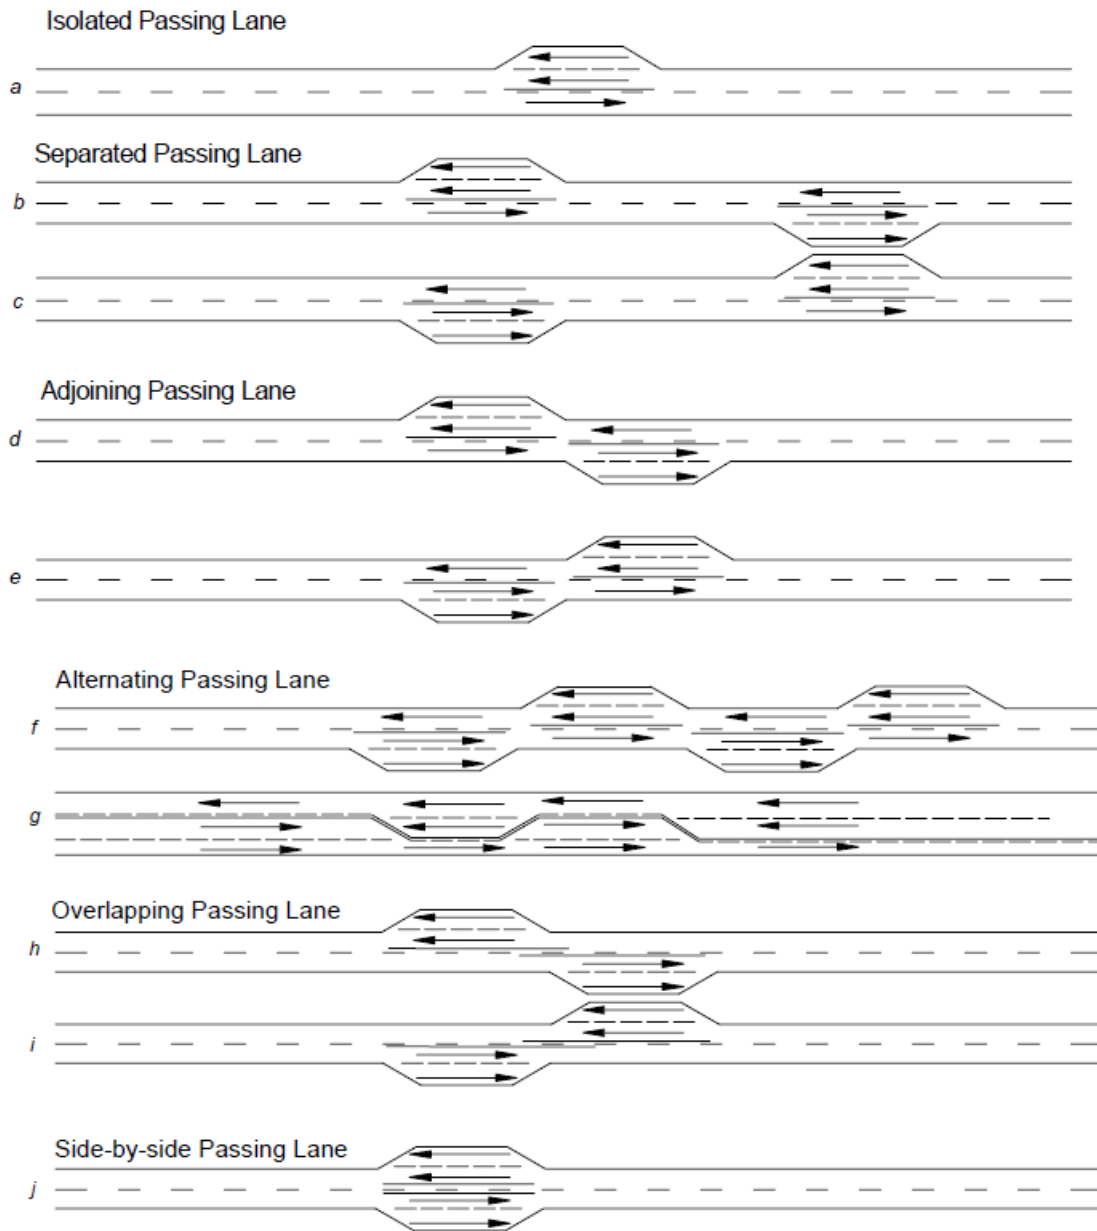 Isolated Passing Lane
a
Separated Passing Lane
b
c
Adjoining Passing Lane
d
e
Alternating Passing Lane
f
g
Overlapping Passing Lane
h
i
Side-by-side Passing Lane
j